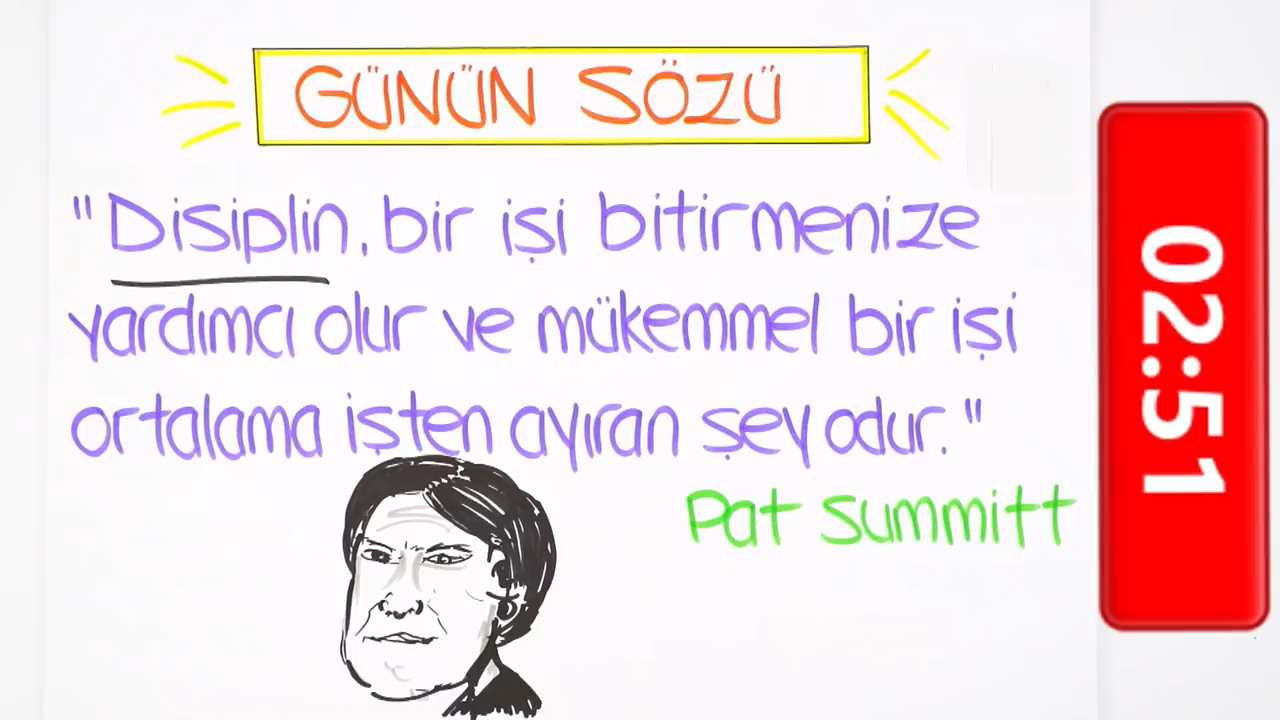 GÜNÜN SÖZÜ
"Disiplin, bir işi bitirmenize
yardımcı olur ve mükemmel bir işi
ortalama işten ayıran şey odur."
Pat Summitt
02:51